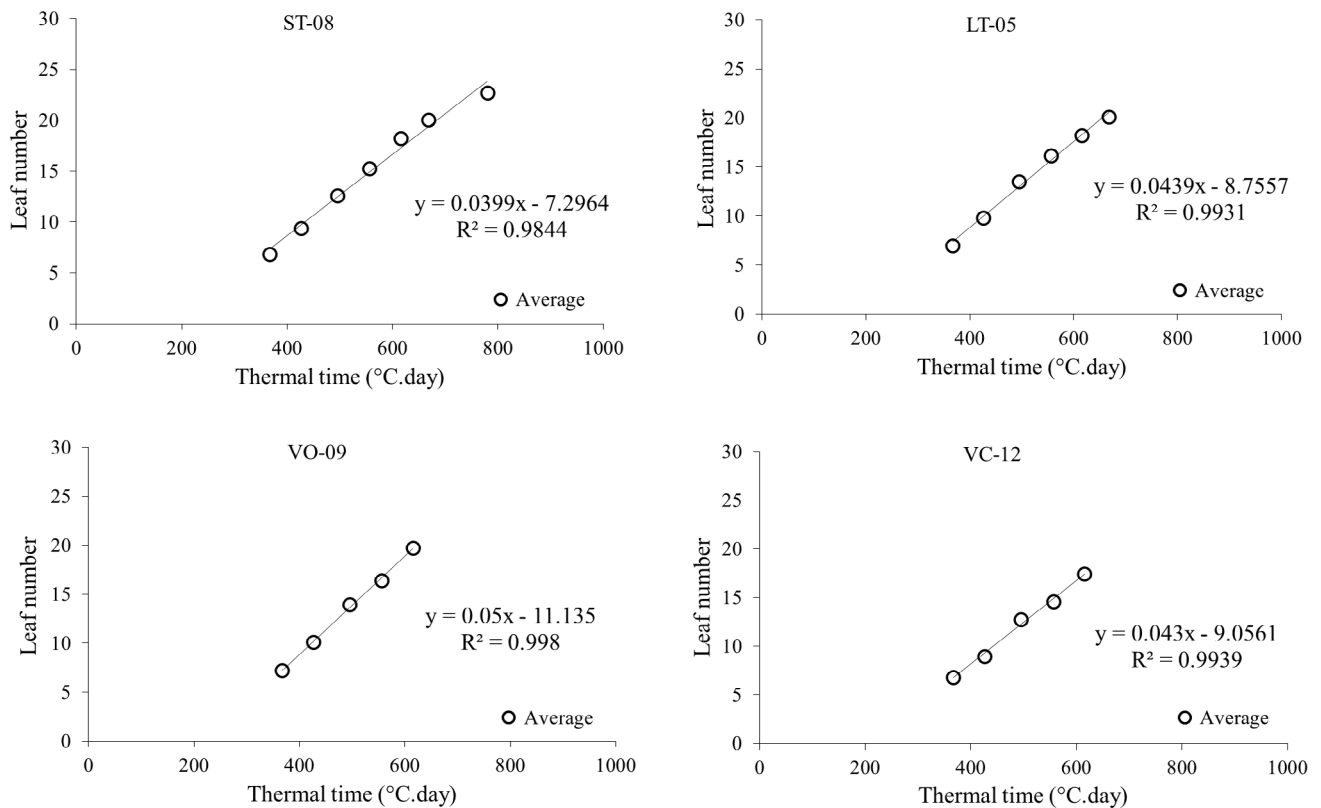 ST-08
30
25
20
15
10
5
0
Leaf number
y = 0.0399x - 7.2964
R² = 0.9844
Average
0 200 400 600 800 1000
Thermal time (°C.day)
LT-05
30
25
20
15
10
5
0
Leaf number
y = 0.0439x - 8.7557
R² = 0.9931
Average
0 200 400 600 800 1000
Thermal time (°C.day)
VO-09
30
25
20
15
10
5
0
Leaf number
y = 0.05x - 11.135
R² = 0.998
Average
0 200 400 600 800 1000
Thermal time (°C.day)
VC-12
30
25
20
15
10
5
0
Leaf number
y = 0.043x - 9.0561
R² = 0.9939
Average
0 200 400 600 800 1000
Thermal time (°C.day)